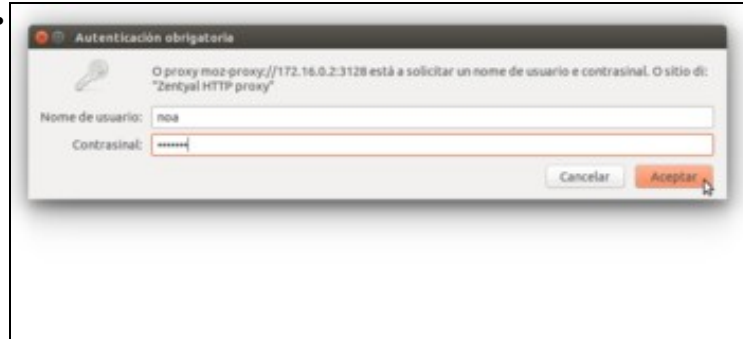 Autenticación obrigatoria
O proxy moz-proxy://172.16.0.2:3128 está a solicitar un nome de usuario e contrasinal. O sitio di:
"Zentyal HTTP proxy"
Nome de usuario: noa
Contrasinal: •••••••
Cancelar Aceptar